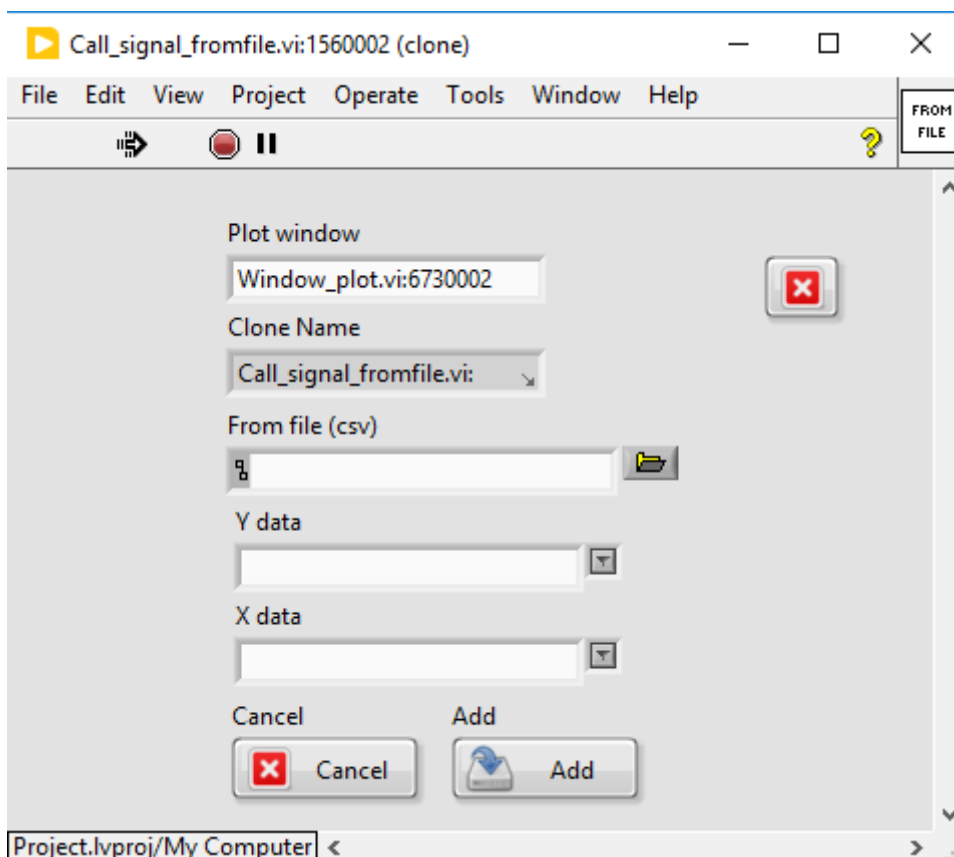 Call_signal_fromfile.vi:1560002 (clone)
File Edit View Project Operate Tools Window Help
FROM
FILE
Plot window
Window_plot.vi:6730002
Clone Name
Call_signal_fromfile.vi:
From file (csv)
Y data
X data
Cancel Add
Cancel Add
Project.lvproj/My Computer